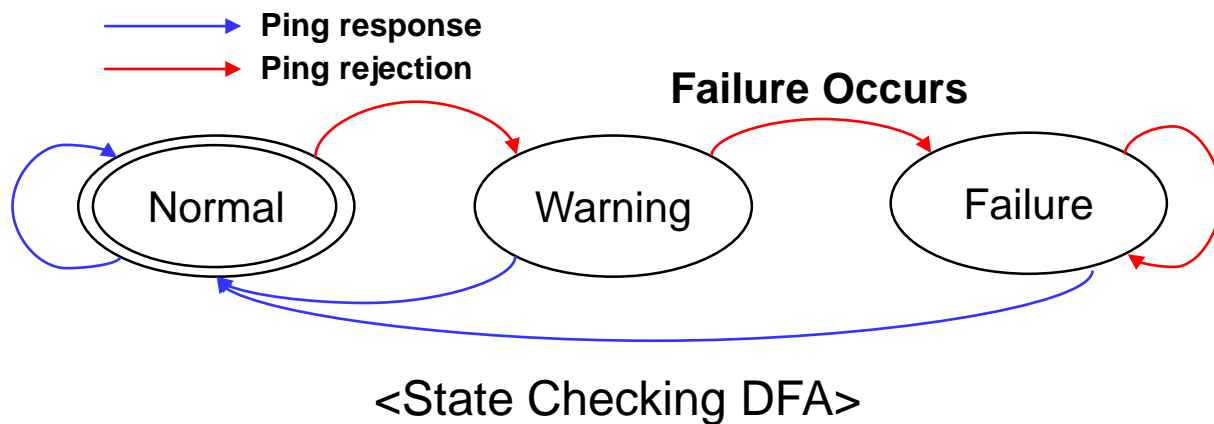 Ping response
Ping rejection
Failure Occurs
Normal
Warning
Failure
<State Checking DFA>